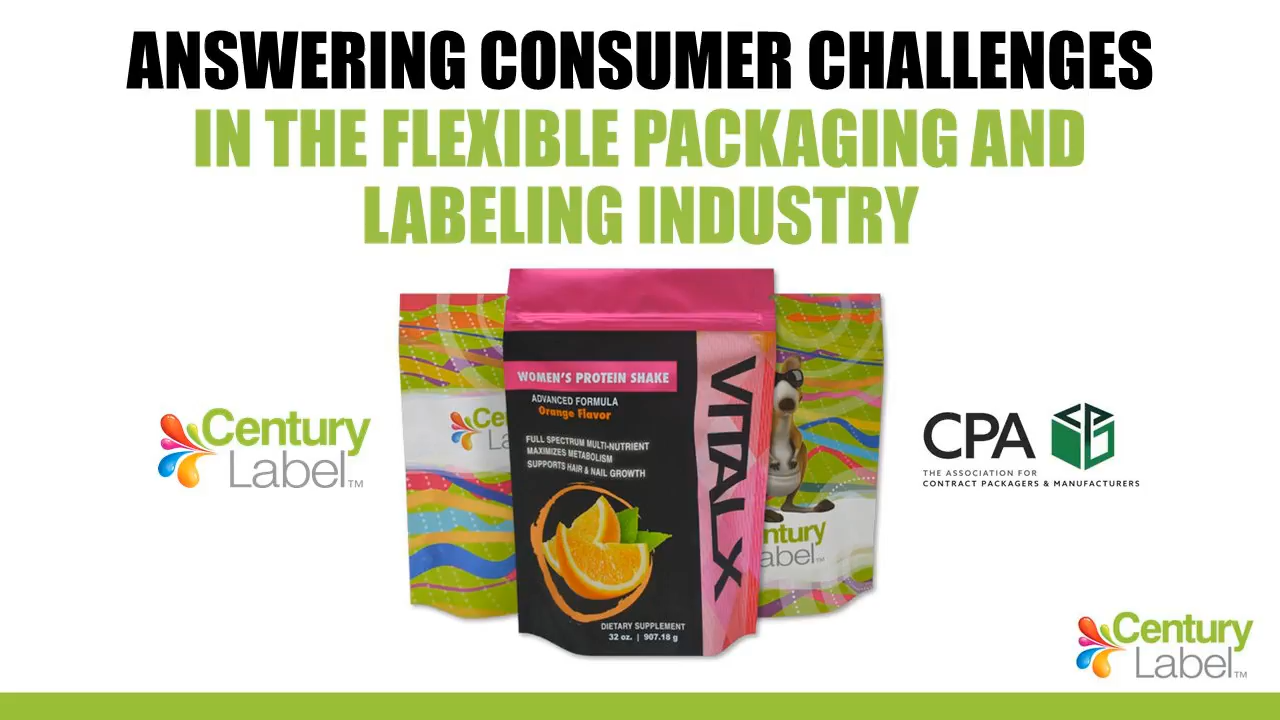 ANSWERING CONSUMER CHALLENGES
IN THE FLEXIBLE PACKAGING AND
LABELING INDUSTRY
Century
Label™
WOMEN'S PROTEIN SHAKE
ADVANCED FORMULA
Orange Flavor
FULL SPECTRUM MULTI-NUTRIENT
MAXIMIZES METABOLISM
SUPPORTS HAIR & NAIL GROWTH
VITALX
DIETARY SUPPLEMENT
32 oz. | 907.18 g
CPA
THE ASSOCIATION FOR
CONTRACT PACKAGERS & MANUFACTURERS
Century
Label™